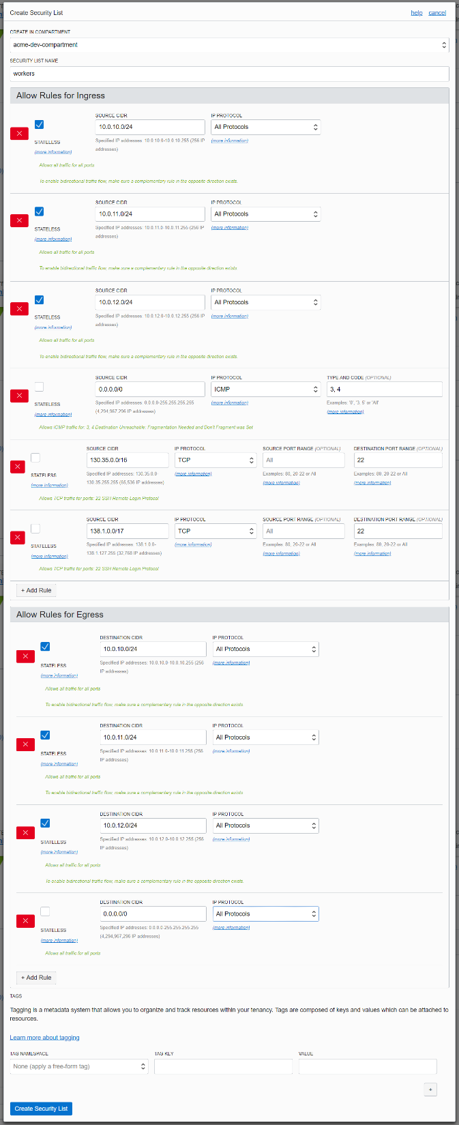 Create Security List
help cancel
CREATE IN COMPARTMENT
acme-dev-compartment
SECURITY LIST NAME
workers
Allow Rules for Ingress
SOURCE CIDR IP PROTOCOL
10.0.10.0/24 All Protocols
STATELESS Specified IP addresses: 10.0.10.0-10.0.10.255 (256 IP (more information)
(more information) addresses)
Allows all traffic for all ports
To enable bidirectional traffic flow, make sure a complementary rule in the opposite direction exists.
SOURCE CIDR IP PROTOCOL
10.0.11.0/24 All Protocols
STATELESS Specified IP addresses: 10.0.11.0-10.0.11.255 (256 IP (more information)
(more information) addresses)
Allows all traffic for all ports
To enable bidirectional traffic flow, make sure a complementary rule in the opposite direction exists.
SOURCE CIDR IP PROTOCOL
10.0.12.0/24 All Protocols
STATELESS Specified IP addresses: 10.0.12.0-10.0.12.255 (256 IP (more information)
(more information) addresses)
Allows all traffic for all ports
To enable bidirectional traffic flow, make sure a complementary rule in the opposite direction exists.
SOURCE CIDR IP PROTOCOL TYPE AND CODE (OPTIONAL)
0.0.0.0/0 ICMP 3, 4
STATELESS Specified IP addresses: 0.0.0.0-255.255.255.255 (more information)
(more information) (4,294,967,296 IP addresses)
Allows ICMP traffic for: 3, 4 Destination Unreachable: Fragmentation Needed and Don't Fragment was Set
SOURCE CIDR IP PROTOCOL SOURCE PORT RANGE (OPTIONAL) DESTINATION PORT RANGE (OPTIONAL)
130.35.0.0/16 TCP All 22
STATELESS Specified IP addresses: 130.35.0.0- (more information) Examples: 80, 20-22 or All Examples: 80, 20-22 or All
(more information) 130.35.255.255 (65,536 IP addresses)
Allows TCP traffic for ports: 22 SSH Remote Login Protocol
SOURCE CIDR IP PROTOCOL SOURCE PORT RANGE (OPTIONAL) DESTINATION PORT RANGE (OPTIONAL)
138.1.0.0/17 TCP All 22
STATELESS Specified IP addresses: 138.1.0.0- (more information) Examples: 80, 20-22 or All Examples: 80, 20-22 or All
(more information) 138.1.127.255 (32,768 IP addresses)
Allows TCP traffic for ports: 22 SSH Remote Login Protocol
+ Add Rule
Allow Rules for Egress
DESTINATION CIDR IP PROTOCOL
10.0.10.0/24 All Protocols
STATELESS Specified IP addresses: 10.0.10.0-10.0.10.255 (256 (more information)
(more information) IP addresses)
Allows all traffic for all ports
To enable bidirectional traffic flow, make sure a complementary rule in the opposite direction exists.
DESTINATION CIDR IP PROTOCOL
10.0.11.0/24 All Protocols
STATELESS Specified IP addresses: 10.0.11.0-10.0.11.255 (256 (more information)
(more information) IP addresses)
Allows all traffic for all ports
To enable bidirectional traffic flow, make sure a complementary rule in the opposite direction exists.
DESTINATION CIDR IP PROTOCOL
10.0.12.0/24 All Protocols
STATELESS Specified IP addresses: 10.0.12.0-10.0.12.255 (256 (more information)
(more information) IP addresses)
Allows all traffic for all ports
To enable bidirectional traffic flow, make sure a complementary rule in the opposite direction exists.
DESTINATION CIDR IP PROTOCOL
0.0.0.0/0 All Protocols
STATELESS Specified IP addresses: 0.0.0.0-255.255.255.255 (more information)
(more information) (4,294,967,296 IP addresses)
+ Add Rule
TAGS
Tagging is a metadata system that allows you to organize and track resources within your tenancy. Tags are composed of keys and values which can be attached to
resources.
Learn more about tagging
TAG NAMESPACE TAG KEY VALUE
None (apply a free-form tag)
+
Create Security List